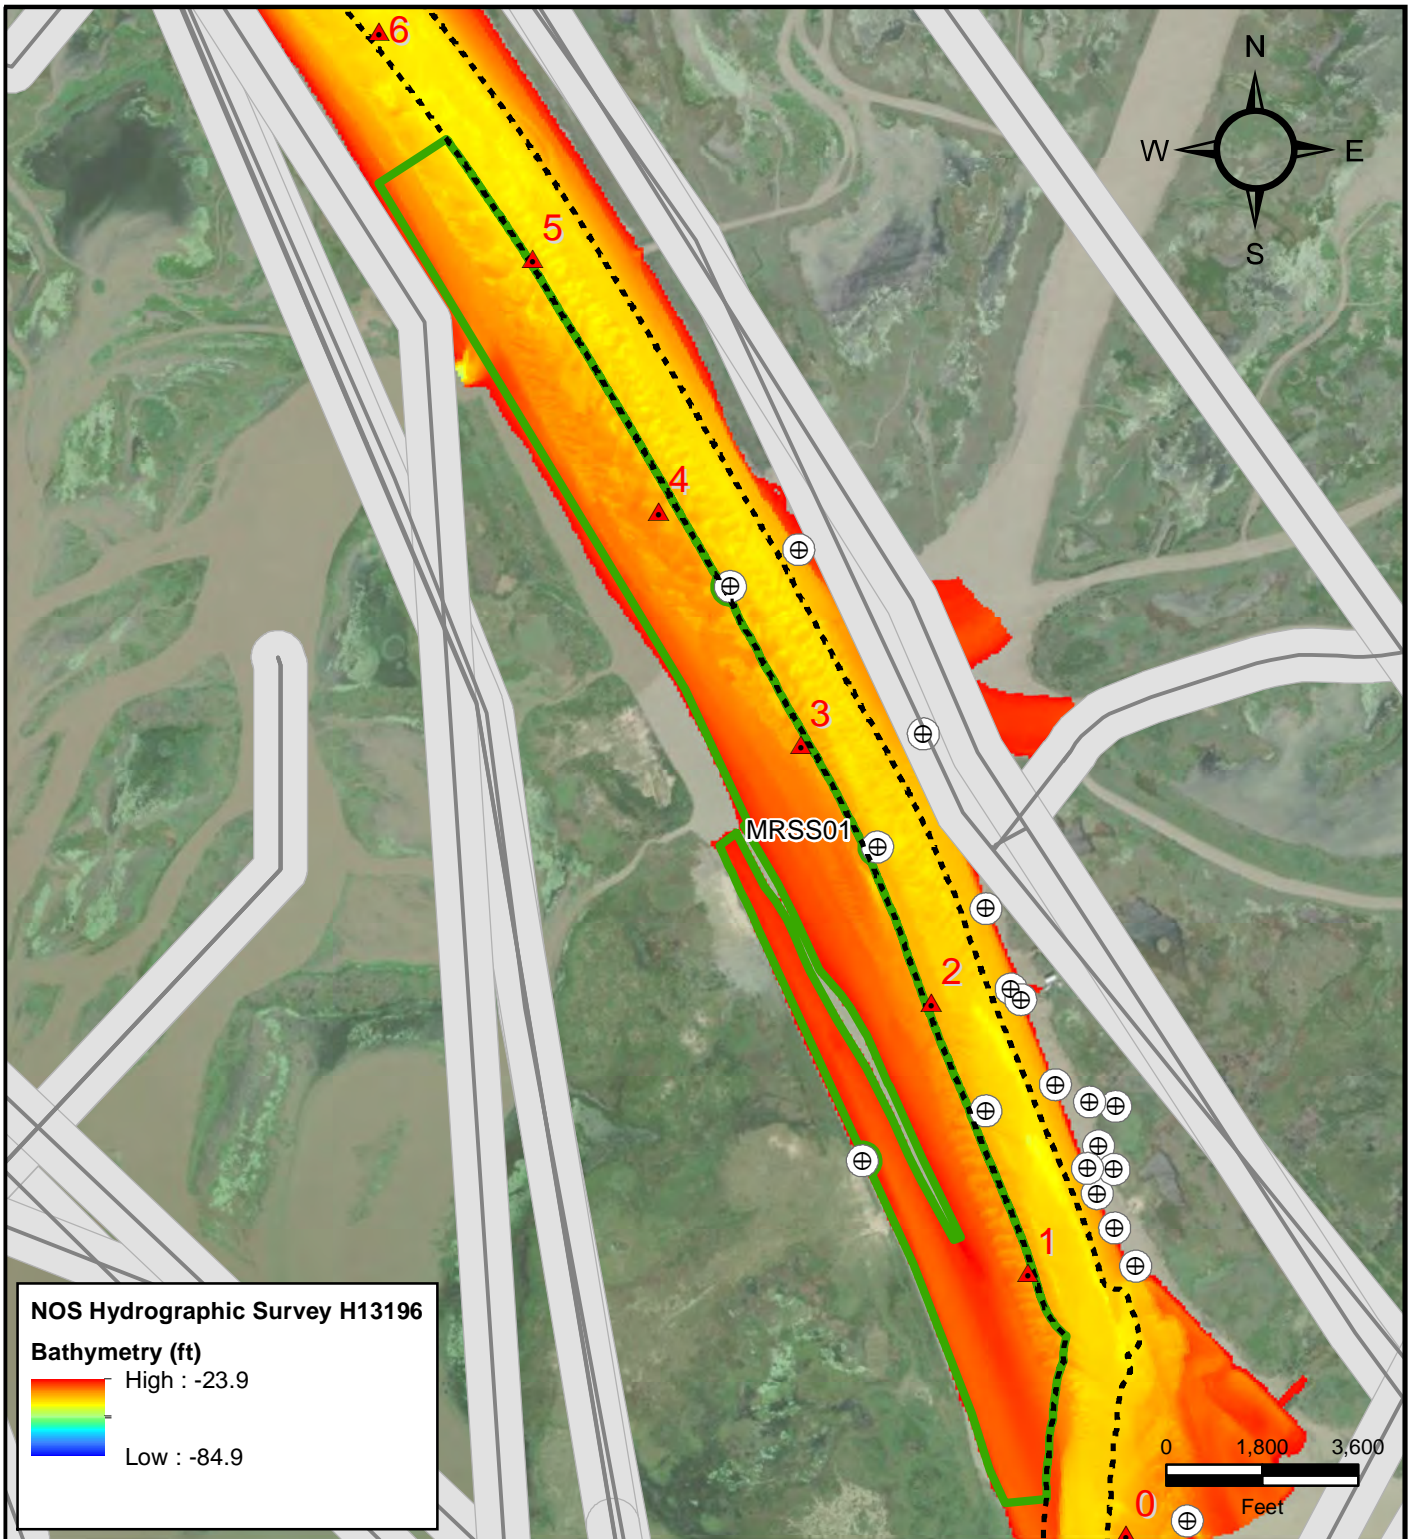 6
N
W E
S
5
4
3
MRSS01
2
1
NOS Hydrographic Survey H13196
Bathymetry (ft)
High : -23.9
Low : -84.9
0 1,800 3,600
Feet
0